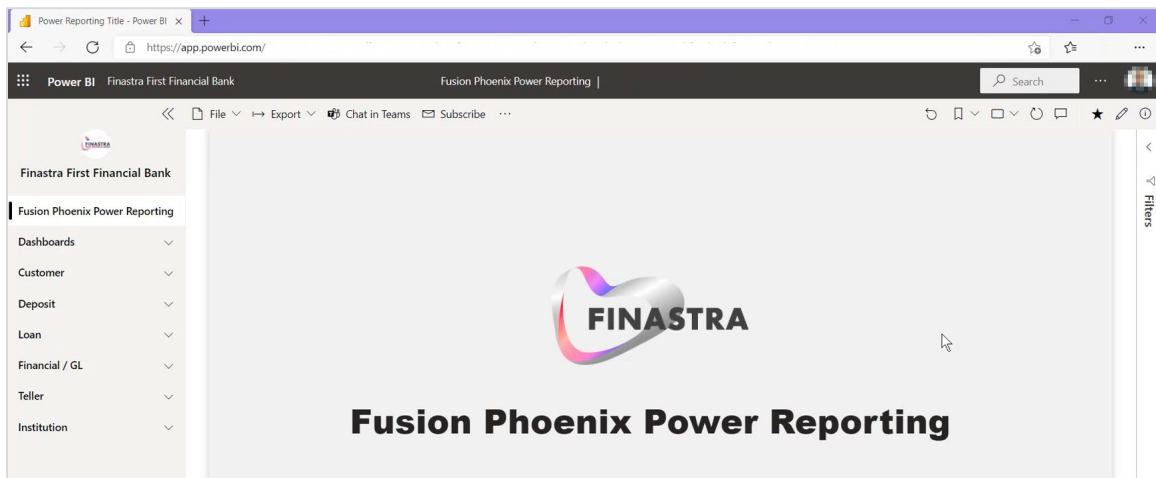 Power Reporting Title - Power BI
https://app.powerbi.com/
Power BI Finastra First Financial Bank Fusion Phoenix Power Reporting | Search
File Export Chat in Teams Subscribe
FINASTRA
Finastra First Financial Bank
Fusion Phoenix Power Reporting
Dashboards
Customer
Deposit
Loan
Financial / GL
Teller
Institution
FINASTRA
Fusion Phoenix Power Reporting
Filters